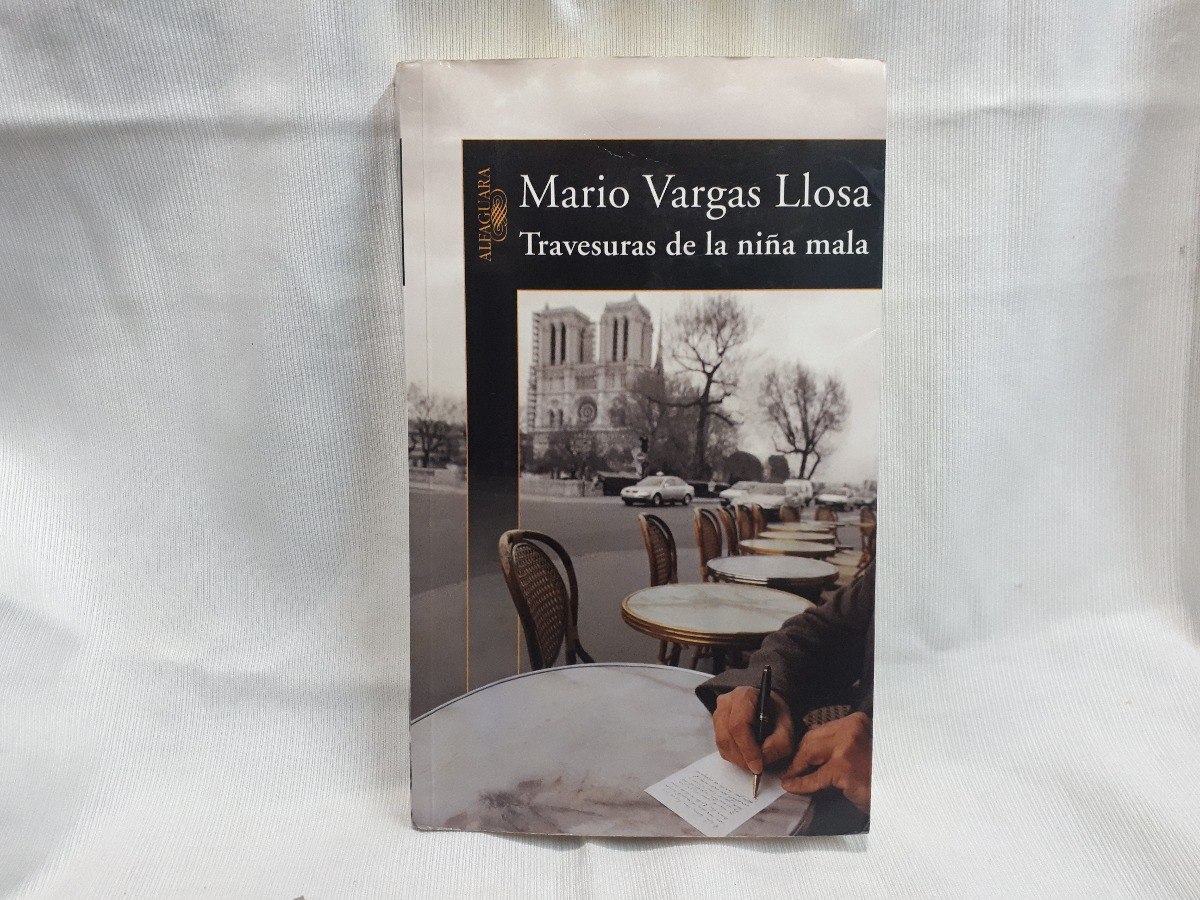 ALFAGUARA
Mario Vargas Llosa
Travesuras de la niña mala